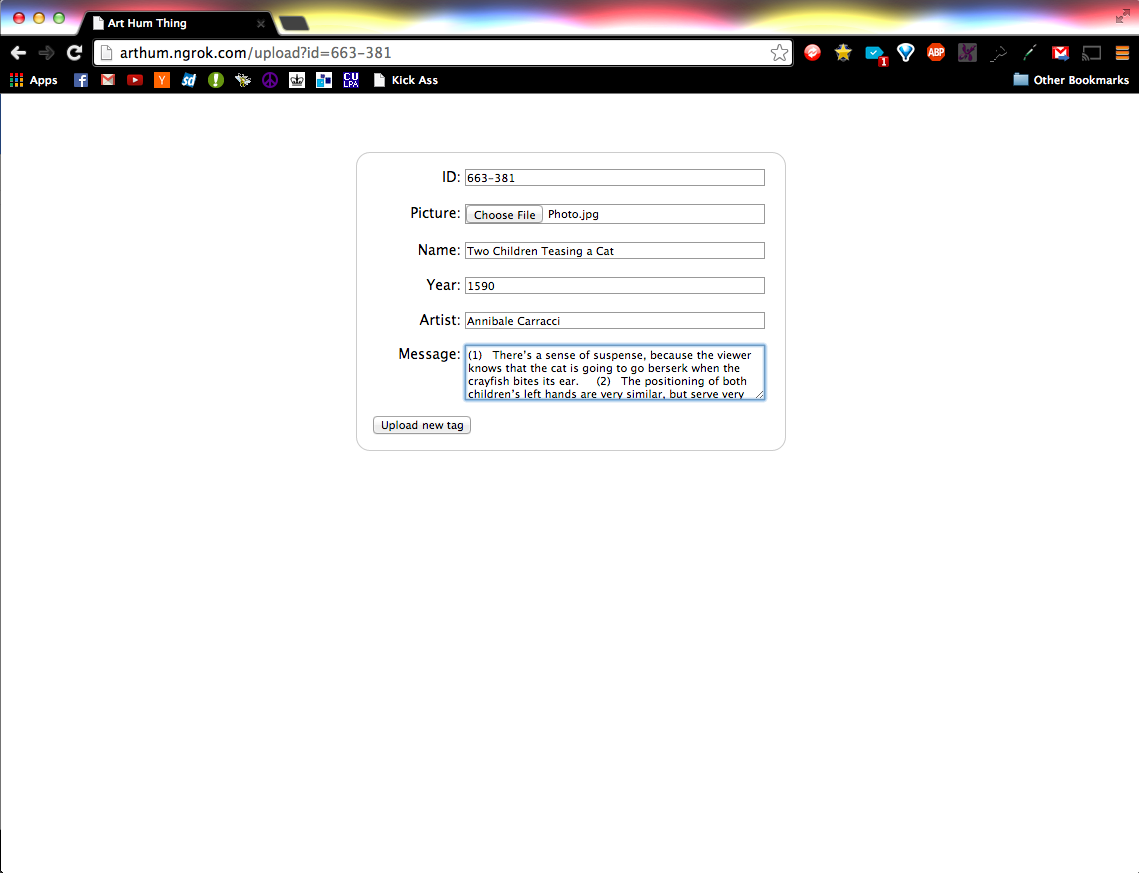 Art Hum Thing
arthum.ngrok.com/upload?id=663-381
1
ABP
Apps
f
Y
sd
CU
LPA
Kick Ass
Other Bookmarks
ID: 663-381
Picture: Choose File Photo.jpg
Name: Two Children Teasing a Cat
Year: 1590
Artist: Annibale Carracci
Message: (1) There's a sense of suspense, because the viewer
knows that the cat is going to go berserk when the
crayfish bites its ear. (2) The positioning of both
children's left hands are very similar, but serve very
Upload new tag